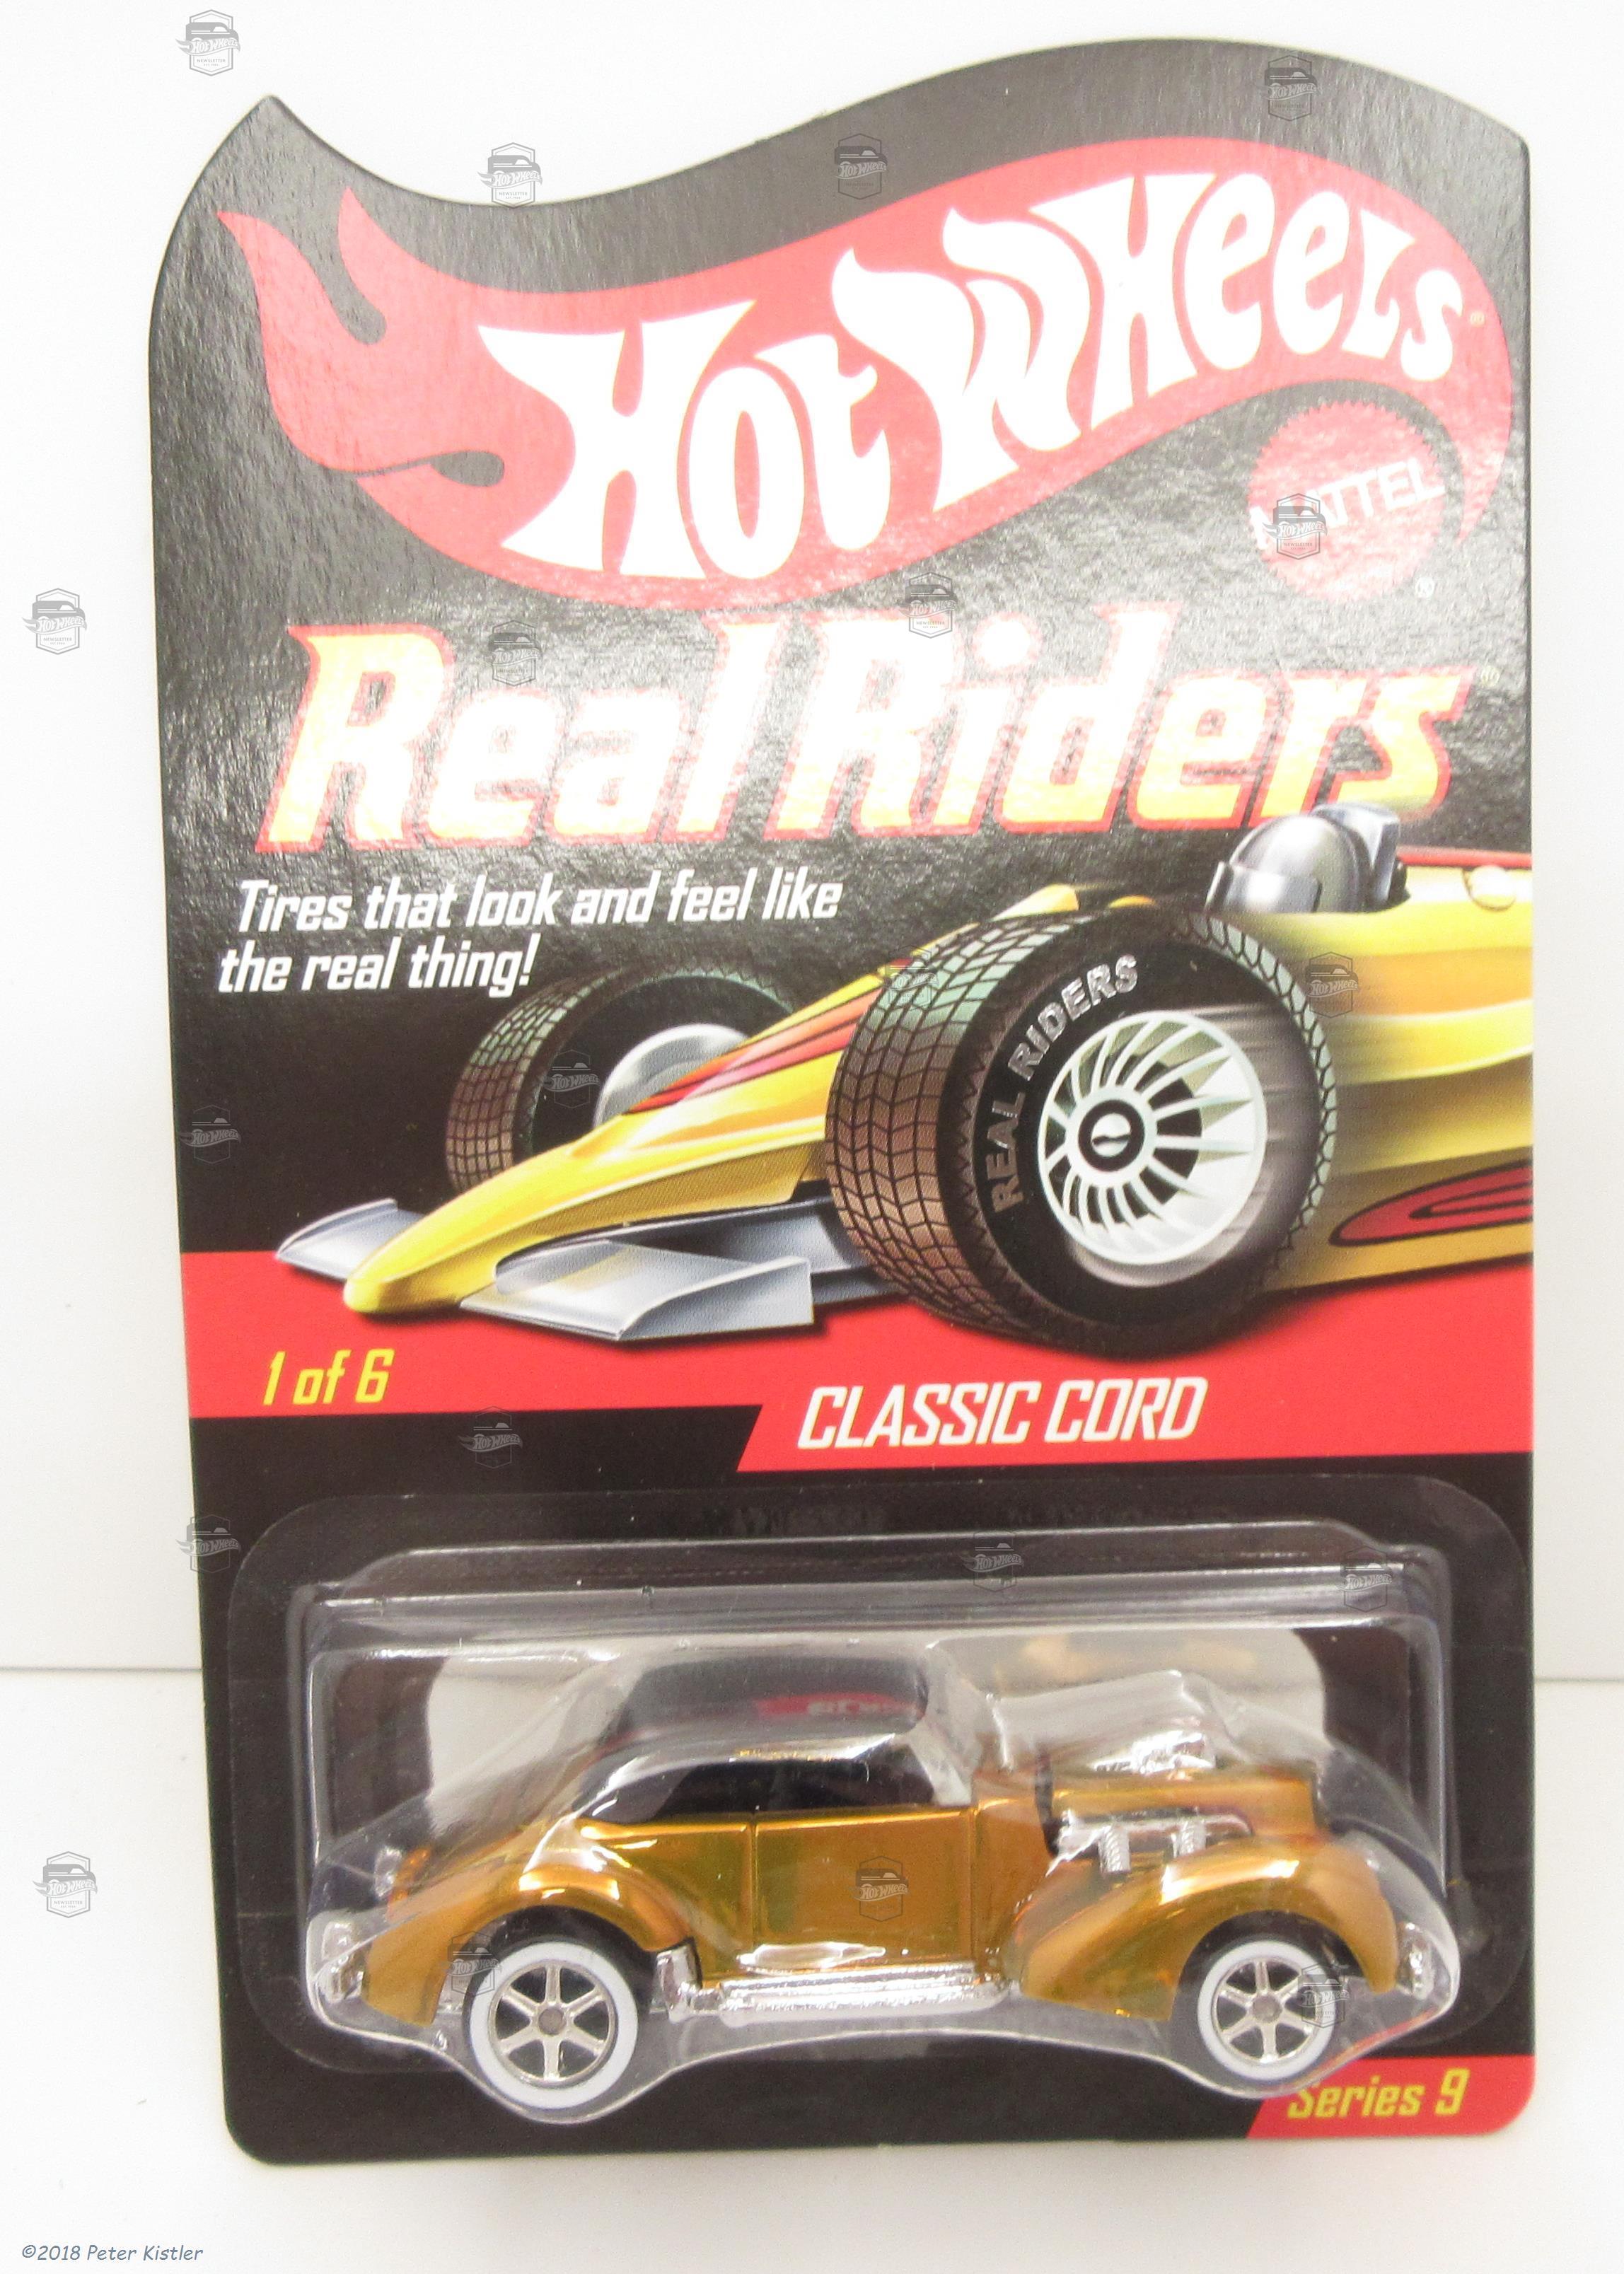 Hot Wheels®
MATTEL
®
Real Riders
Tires that look and feel like
the real thing!
REAL RIDERS
1 of 6
CLASSIC CORD
Series 9
©2018 Peter Kistler